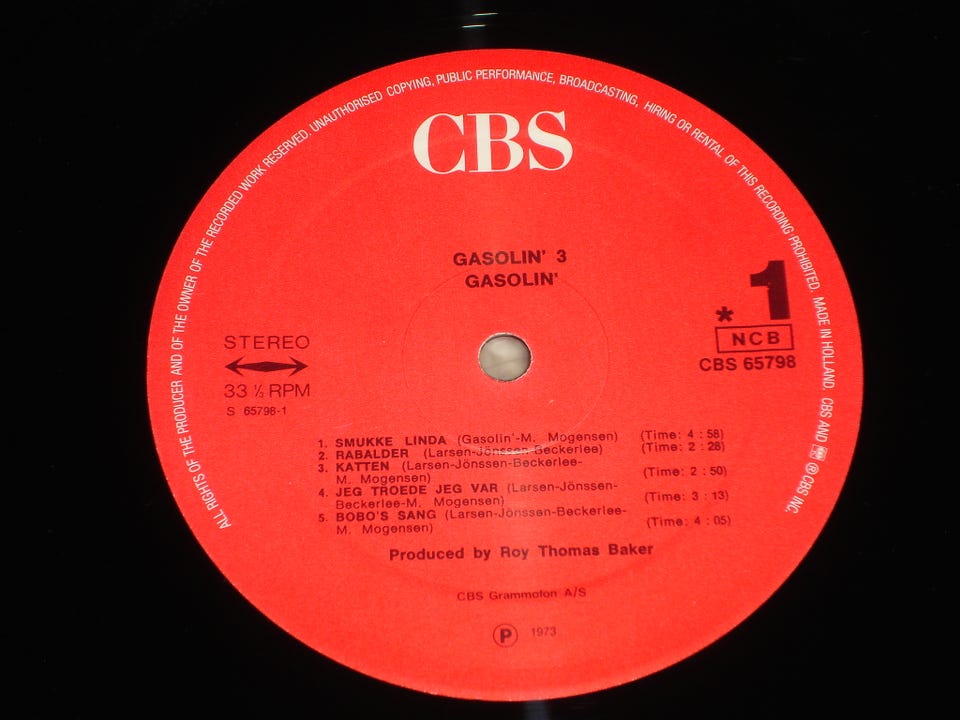 ALL RIGHTS OF THE PRODUCER AND OF THE OWNER OF THE RECORDED WORK RESERVED. UNAUTHORISED COPYING, PUBLIC PERFORMANCE, BROADCASTING, HIRING OR RENTAL OF THIS RECORDING PROHIBITED. MADE IN HOLLAND. CBS AND ® CBS INC.
CBS
GASOLIN' 3
GASOLIN'
STEREO
33 ⅓ RPM
S 65798-1
* 1
NCB
CBS 65798
1. SMUKKE LINDA (Gasolin'-M. Mogensen) (Time: 4 : 58)
2. RABALDER (Larsen-Jönssen-Beckerlee) (Time: 2 : 28)
3. KATTEN (Larsen-Jönssen-Beckerlee-
M. Mogensen) (Time: 2 : 50)
4. JEG TROEDE JEG VAR (Larsen-Jönssen-
Beckerlee-M. Mogensen) (Time: 3 : 13)
5. BOBO'S SANG (Larsen-Jönssen-Beckerlee-
M. Mogensen) (Time: 4 : 05)
Produced by Roy Thomas Baker
CBS Grammofon A/S
℗ 1973